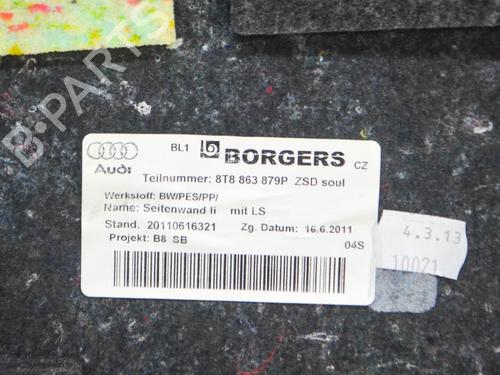 B-PARTS
BL1 BORGERS CZ
Audi
Teilnummer: 8T8 863 879P ZSD soul
Werkstoff: BW/PES/PP/
Name: Seitenwand li mit LS
Stand. 20110616321 Zg. Datum: 16.6.2011
Projekt: B8 SB 04S
4.3.13
10021